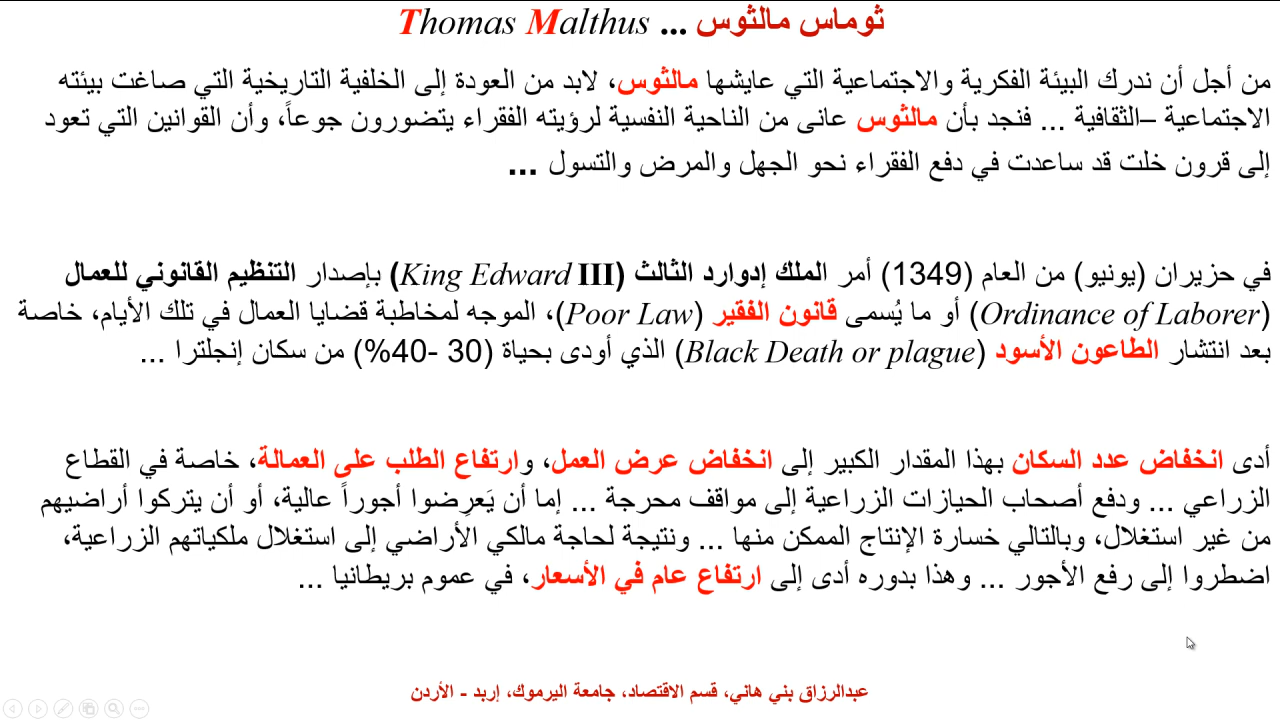 ثوماس مالثوس ... Thomas Malthus
من أجل أن ندرك البيئة الفكرية والاجتماعية التي عايشها مالثوس، لابد من العودة إلى الخلفية التاريخية التي صاغت بيئته
الاجتماعية –الثقافية ... فنجد بأن مالثوس عانى من الناحية النفسية لرؤيته الفقراء يتضورون جوعاً، وأن القوانين التي تعود
إلى قرون خلت قد ساعدت في دفع الفقراء نحو الجهل والمرض والتسول ...
في حزيران (يونيو) من العام (1349) أمر الملك إدوارد الثالث (King Edward III) بإصدار التنظيم القانوني للعمال
(Ordinance of Laborer) أو ما يُسمى قانون الفقير (Poor Law)، الموجه لمخاطبة قضايا العمال في تلك الأيام، خاصة
بعد انتشار الطاعون الأسود (Black Death or plague) الذي أودى بحياة (30 -40%) من سكان إنجلترا ...
أدى انخفاض عدد السكان بهذا المقدار الكبير إلى انخفاض عرض العمل، وارتفاع الطلب على العمالة، خاصة في القطاع
الزراعي ... ودفع أصحاب الحيازات الزراعية إلى مواقف محرجة ... إما أن يَعرِضوا أجوراً عالية، أو أن يتركوا أراضيهم
من غير استغلال، وبالتالي خسارة الإنتاج الممكن منها ... ونتيجة لحاجة مالكي الأراضي إلى استغلال ملكياتهم الزراعية،
اضطروا إلى رفع الأجور ... وهذا بدوره أدى إلى ارتفاع عام في الأسعار، في عموم بريطانيا ...
عبدالرزاق بني هاني، قسم الاقتصاد، جامعة اليرموك، إربد - الأردن